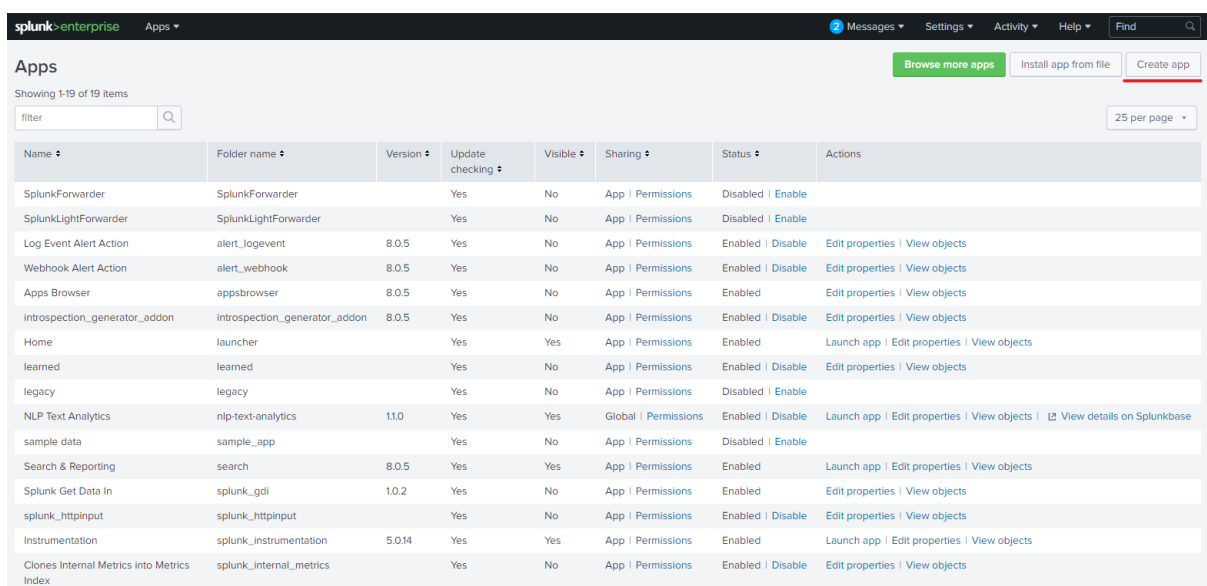 splunk>enterprise Apps 2 Messages Settings Activity Help Find
Apps Browse more apps Install app from file Create app
Showing 1-19 of 19 items
filter 25 per page
Name Folder name Version Update checking Visible Sharing Status Actions
SplunkForwarder SplunkForwarder Yes No App | Permissions Disabled | Enable
SplunkLightForwarder SplunkLightForwarder Yes No App | Permissions Disabled | Enable
Log Event Alert Action alert_logevent 8.0.5 Yes No App | Permissions Enabled | Disable Edit properties | View objects
Webhook Alert Action alert_webhook 8.0.5 Yes No App | Permissions Enabled | Disable Edit properties | View objects
Apps Browser appsbrowser 8.0.5 Yes No App | Permissions Enabled Edit properties | View objects
introspection_generator_addon introspection_generator_addon 8.0.5 Yes No App | Permissions Enabled | Disable Edit properties | View objects
Home launcher Yes Yes App | Permissions Enabled Launch app | Edit properties | View objects
learned learned Yes No App | Permissions Enabled | Disable Edit properties | View objects
legacy legacy Yes No App | Permissions Disabled | Enable
NLP Text Analytics nlp-text-analytics 1.1.0 Yes Yes Global | Permissions Enabled | Disable Launch app | Edit properties | View objects | View details on Splunkbase
sample data sample_app Yes No App | Permissions Disabled | Enable
Search & Reporting search 8.0.5 Yes Yes App | Permissions Enabled Launch app | Edit properties | View objects
Splunk Get Data In splunk_gdi 1.0.2 Yes No App | Permissions Enabled Edit properties | View objects
splunk_httpinput splunk_httpinput Yes No App | Permissions Enabled | Disable Edit properties | View objects
Instrumentation splunk_instrumentation 5.0.14 Yes Yes App | Permissions Enabled Launch app | Edit properties | View objects
Clones Internal Metrics into Metrics Index splunk_internal_metrics Yes No App | Permissions Enabled | Disable Edit properties | View objects